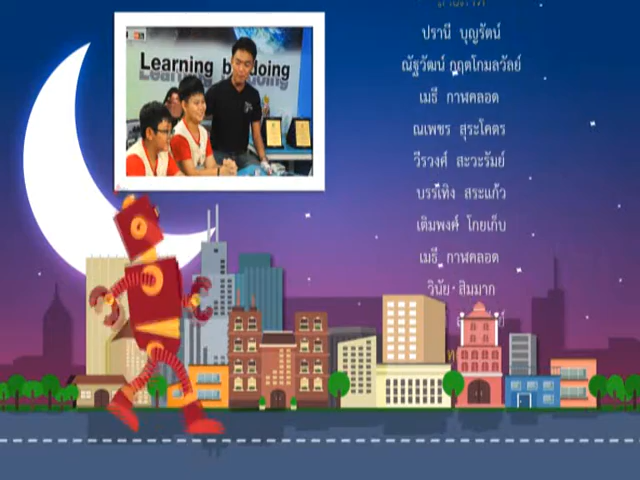 Learning by doing
ปรานี บุญรัตน์
ณัฐวัฒน์ กฤตโกมลวัลย์
เมธี กาฬคลอด
ณเพชร สุระโคตร
วีรวงศ์ สะวะรัมย์
บรรเทิง สระแก้ว
เติมพงศ์ โกยเก็บ
เมธี กาฬคลอด
วินัย สิมมาก